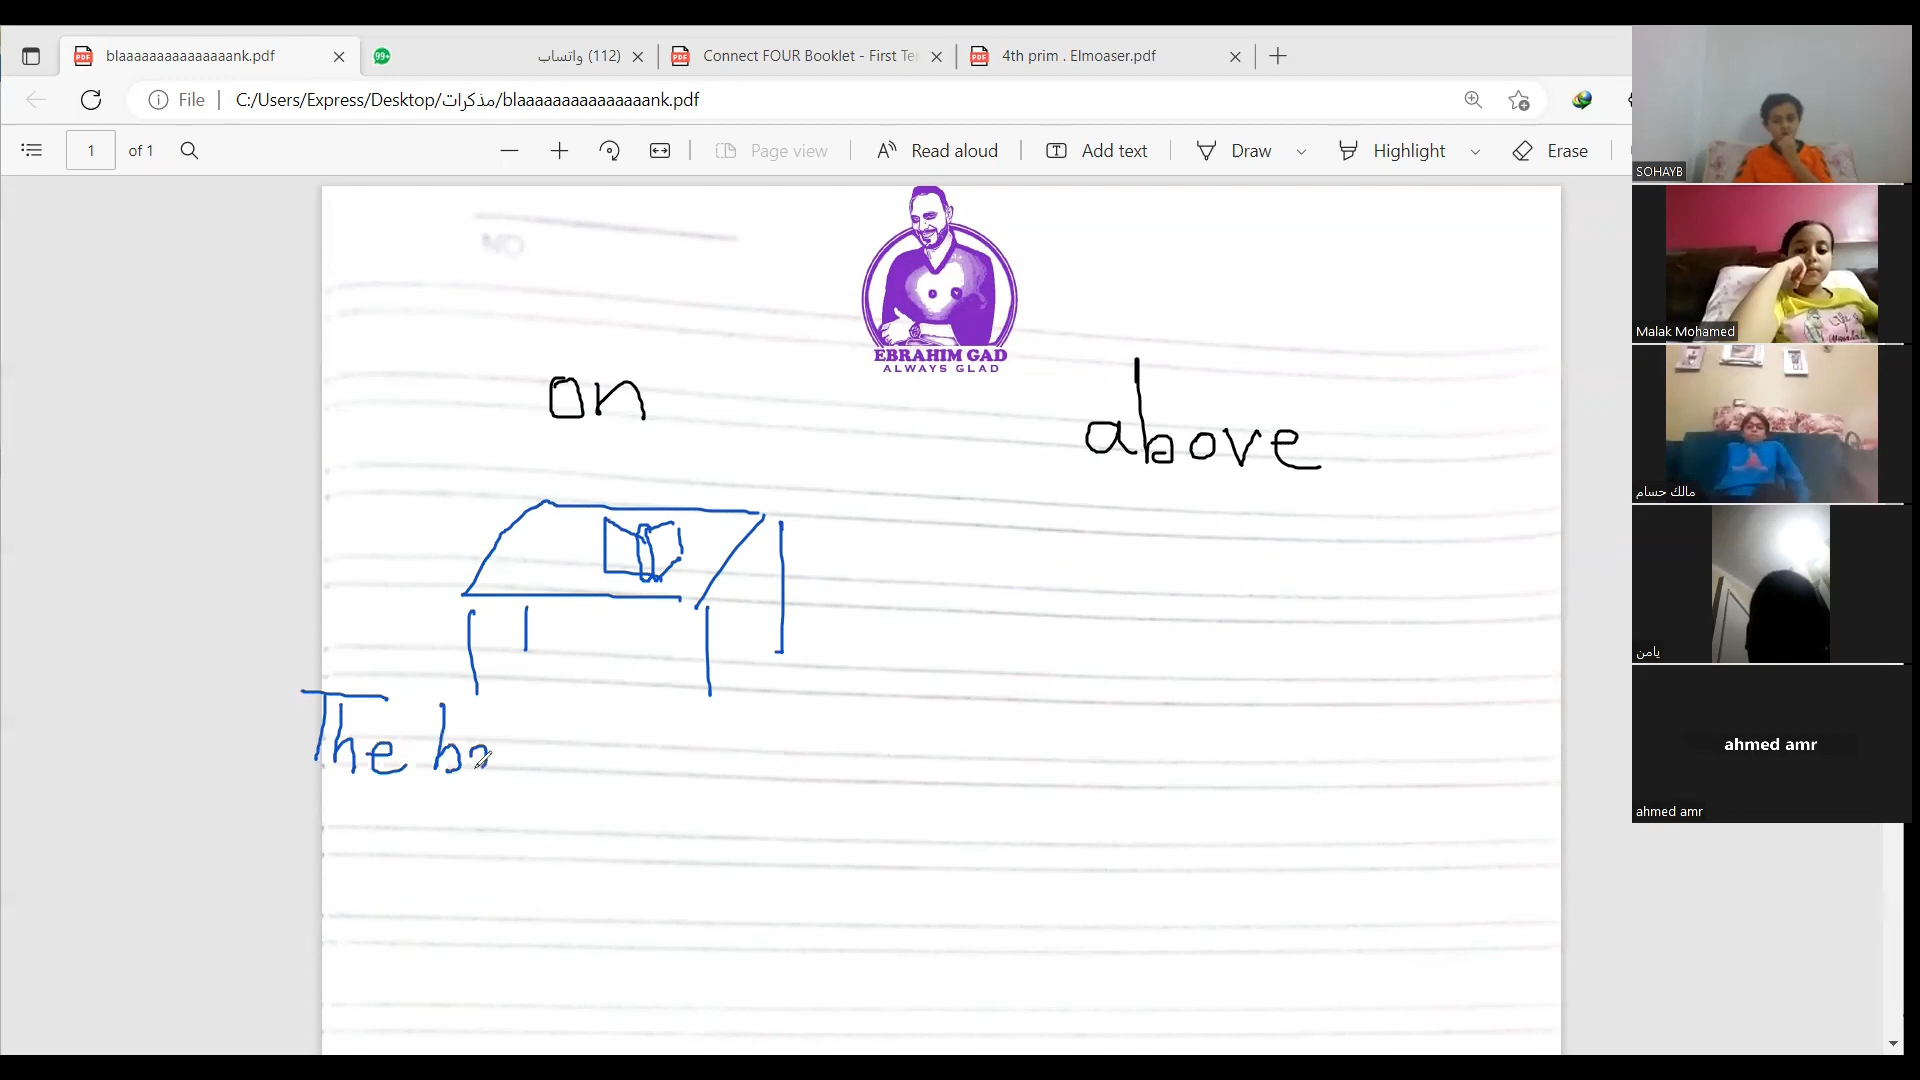 blaaaaaaaaaaaaaaank.pdf
99+
(112) واتساب
Connect FOUR Booklet - First Te
4th prim . Elmoaser.pdf
File
C:/Users/Express/Desktop/مذكرات/blaaaaaaaaaaaaaaank.pdf
1 of 1
Page view
Read aloud
Add text
Draw
Highlight
Erase
EBRAHIM GAD
ALWAYS GLAD
on
above
The b
SOHAYB
Malak Mohamed
مالك حسام
يامن
ahmed amr
ahmed amr